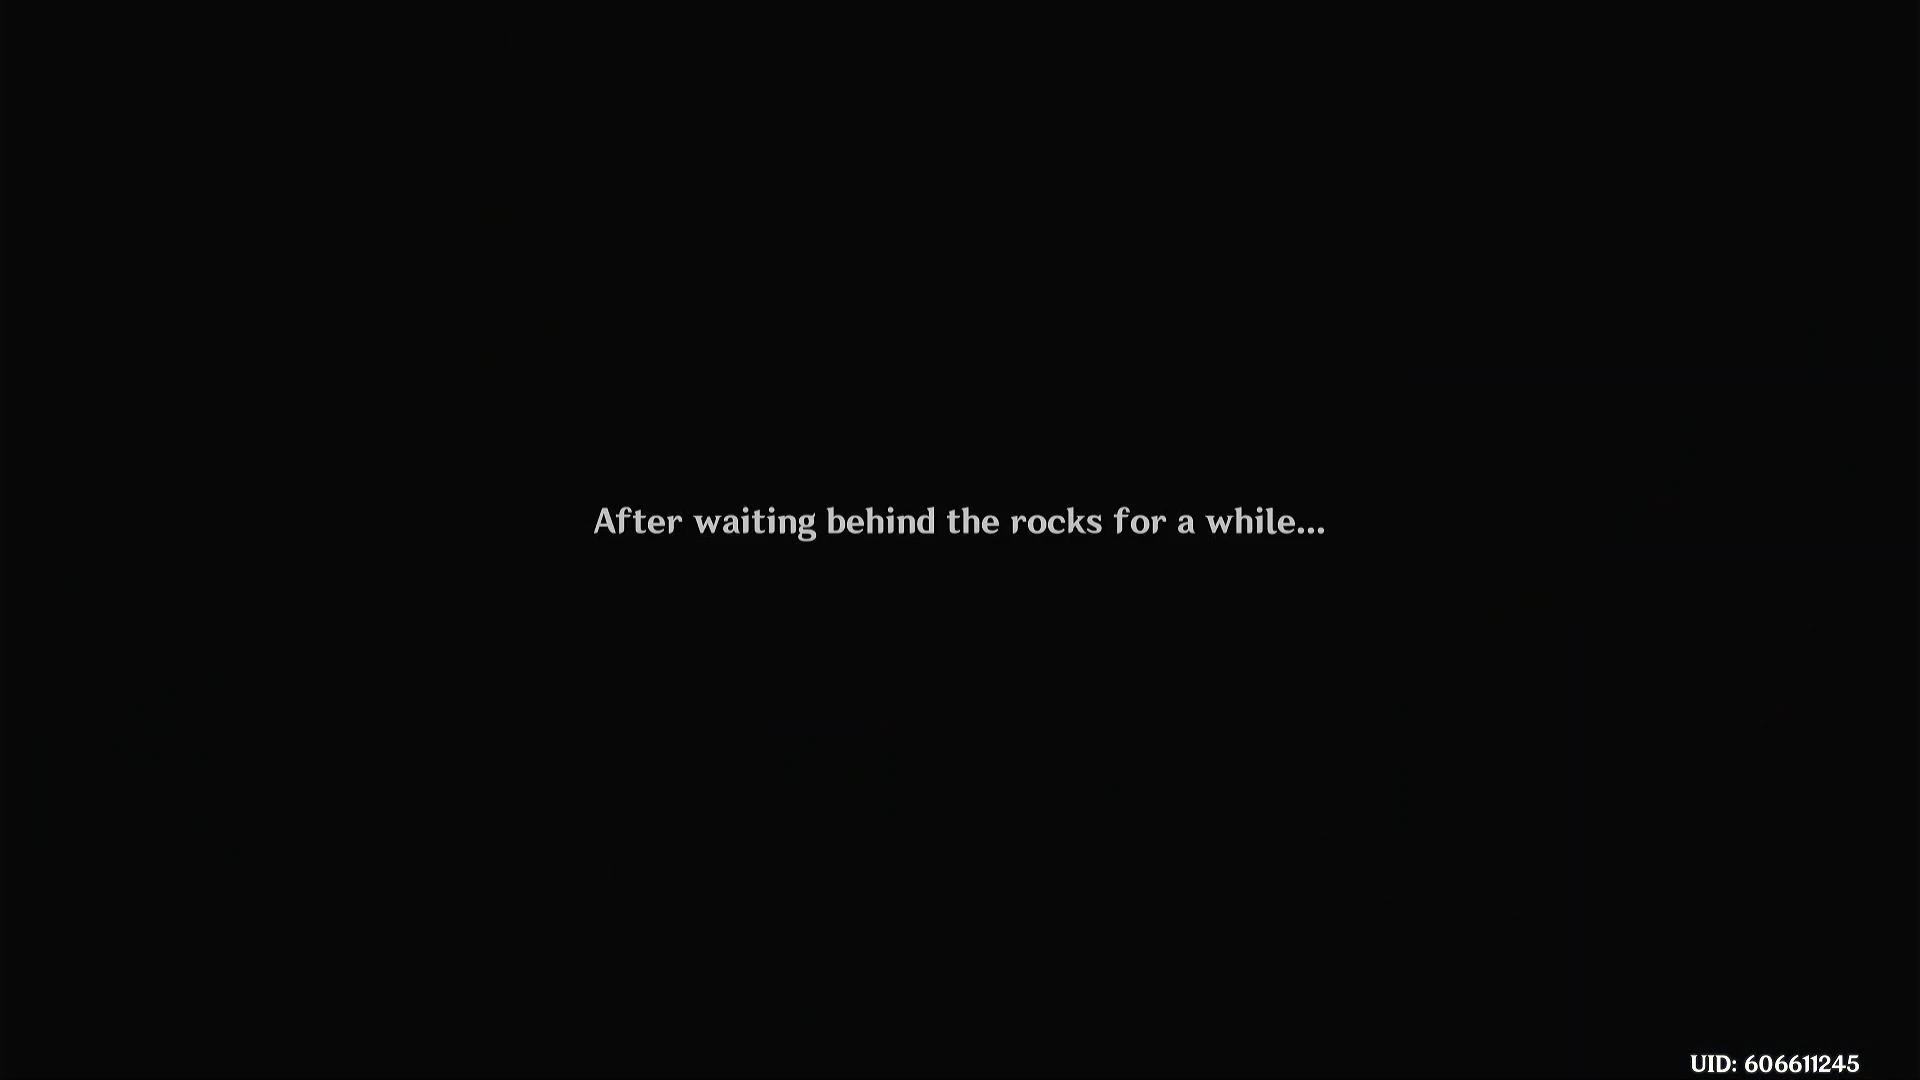 After waiting behind the rocks for a while...
UID: 606611245